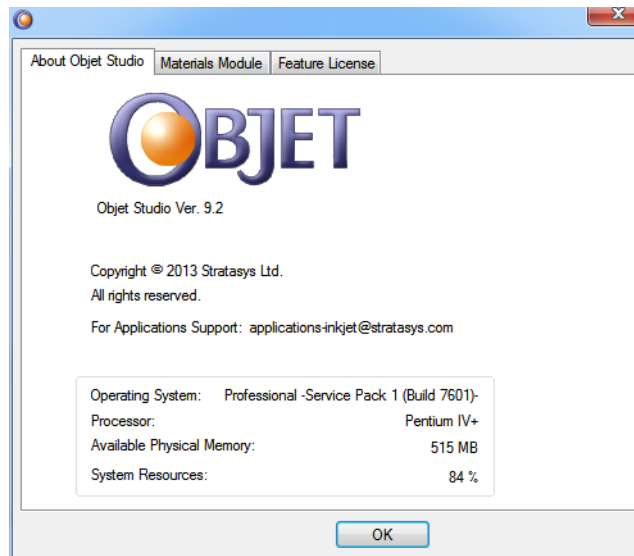 X
About Objet Studio Materials Module Feature License
OBJET
Objet Studio Ver. 9.2
Copyright © 2013 Stratasys Ltd.
All rights reserved.
For Applications Support: applications-inkjet@stratasys.com
Operating System: Professional -Service Pack 1 (Build 7601)-
Processor: Pentium IV+
Available Physical Memory: 515 MB
System Resources: 84 %
OK